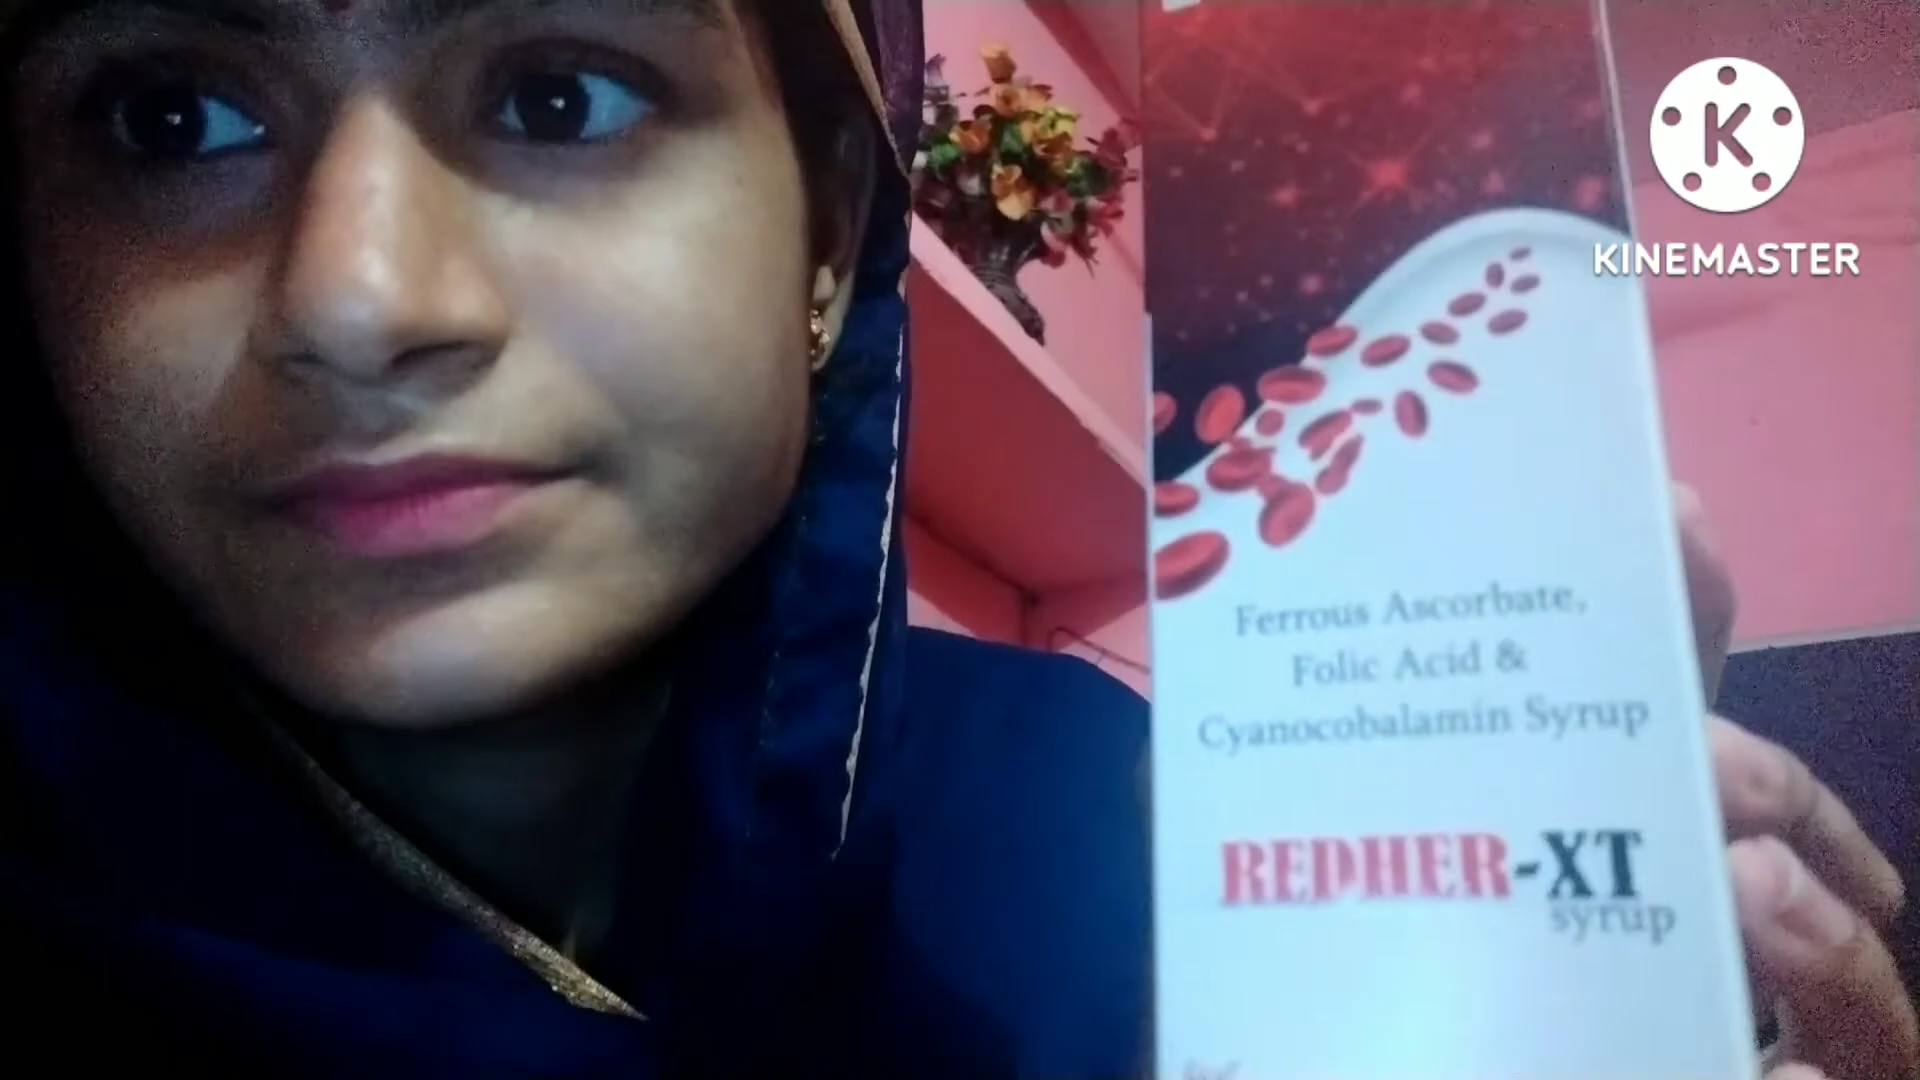 K
KINEMASTER
Ferrous Ascorbate,
Folic Acid &
Cyanocobalamin Syrup
REDHER-XT
syrup